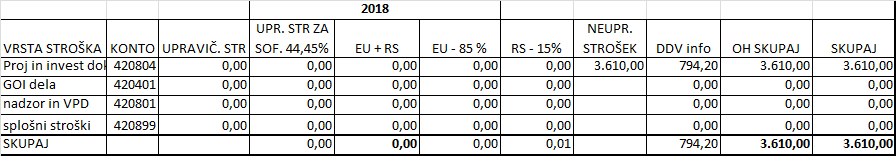 2018
UPR. STR ZA NEUPR.
VRSTA STROŠKA KONTO UPRAVIČ. STR SOF. 44,45% EU + RS EU - 85 % RS - 15% STROŠEK DDV info OH SKUPAJ SKUPAJ
Proj in invest dok 420804 0,00 0,00 0,00 0,00 0,00 3.610,00 794,20 3.610,00 3.610,00
GOI dela 420401 0,00 0,00 0,00 0,00 0,00 0,00 0,00 0,00
nadzor in VPD 420801 0,00 0,00 0,00 0,00 0,00 0,00 0,00 0,00
splošni stroški 420899 0,00 0,00 0,00 0,00 0,00 0,00 0,00 0,00
SKUPAJ 0,00 0,00 0,00 0,01 794,20 3.610,00 3.610,00